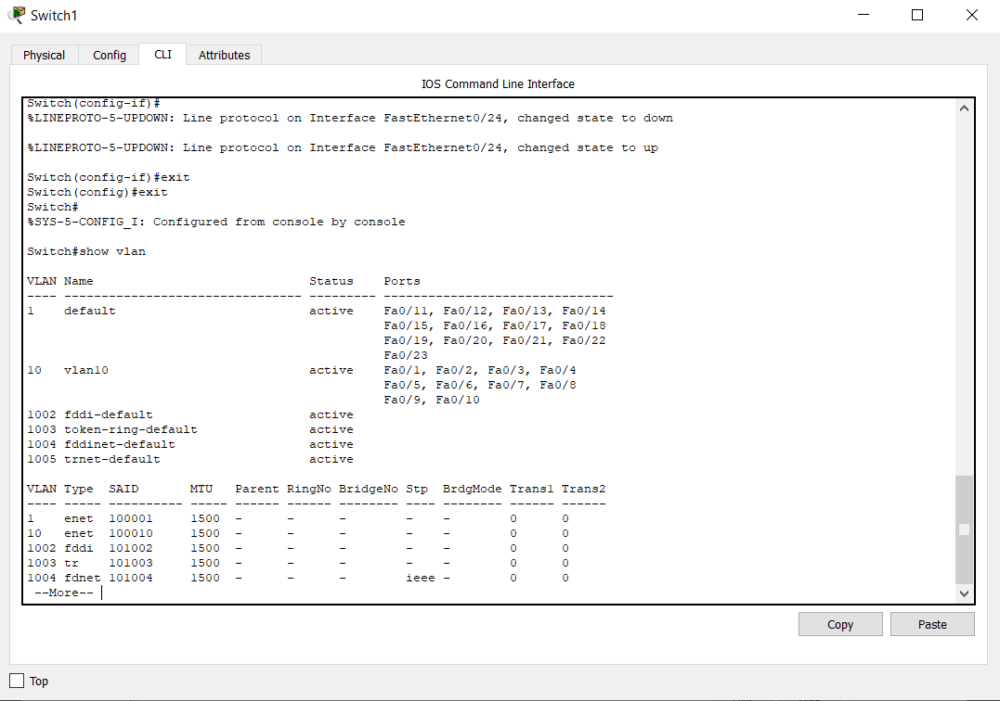 Switch1
Physical Config CLI Attributes
IOS Command Line Interface
Switch(config-if)#
%LINEPROTO-5-UPDOWN: Line protocol on Interface FastEthernet0/24, changed state to down
%LINEPROTO-5-UPDOWN: Line protocol on Interface FastEthernet0/24, changed state to up
Switch(config-if)#exit
Switch(config)#exit
Switch#
%SYS-5-CONFIG_I: Configured from console by console
Switch#show vlan
VLAN Name                             Status    Ports
---- -------------------------------- --------- -------------------------------
1    default                          active    Fa0/11, Fa0/12, Fa0/13, Fa0/14
                                                Fa0/15, Fa0/16, Fa0/17, Fa0/18
                                                Fa0/19, Fa0/20, Fa0/21, Fa0/22
                                                Fa0/23
10   vlan10                           active    Fa0/1, Fa0/2, Fa0/3, Fa0/4
                                                Fa0/5, Fa0/6, Fa0/7, Fa0/8
                                                Fa0/9, Fa0/10
1002 fddi-default                     active
1003 token-ring-default               active
1004 fddinet-default                  active
1005 trnet-default                    active
VLAN Type  SAID       MTU   Parent RingNo BridgeNo Stp  BrdgMode Trans1 Trans2
---- ----- ---------- ----- ------ ------ -------- ---- -------- ------ ------
1    enet  100001     1500  -      -      -        -    -        0      0
10   enet  100010     1500  -      -      -        -    -        0      0
1002 fddi  101002     1500  -      -      -        -    -        0      0
1003 tr    101003     1500  -      -      -        -    -        0      0
1004 fdnet 101004     1500  -      -      -        ieee -        0      0
 --More--
Copy Paste
Top